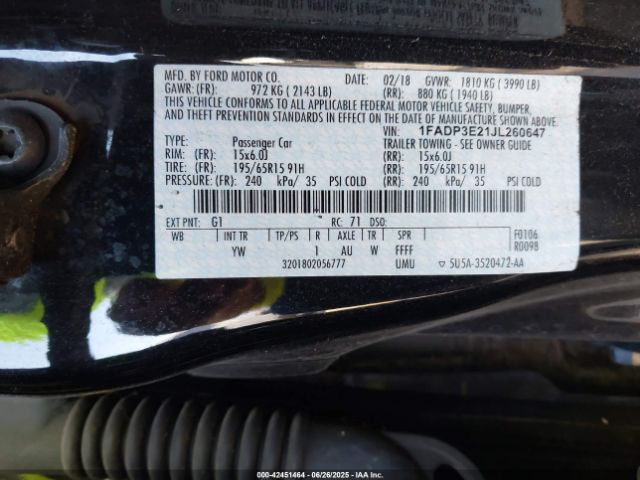 MFD. BY FORD MOTOR CO.
DATE: 02/18 GVWR: 1810 KG ( 3990 LB)
GAWR: (FR): 972 KG ( 2143 LB) (RR): 880 KG ( 1940 LB)
THIS VEHICLE CONFORMS TO ALL APPLICABLE FEDERAL MOTOR VEHICLE SAFETY, BUMPER,
AND THEFT PREVENTION STANDARDS IN EFFECT ON THE DATE OF MANUFACTURE SHOWN ABOVE.
VIN: 1FADP3E21JL260647
TYPE: Passenger Car TRAILER TOWING - SEE OWNER GUIDE
RIM: (FR): 15x6.0J (RR): 15x6.0J
TIRE: (FR): 195/65R15 91H (RR): 195/65R15 91H
PRESSURE: (FR): 240 kPa/ 35 PSI COLD (RR): 240 kPa/ 35 PSI COLD
EXT PNT: G1 RC: 71 DSO: F0106
WB INT TR TP/PS R AXLE TR SPR R0098
YW 1 AU W FFFF
3201802056777 UMU 5U5A-3520472-AA
000-42451464 | 06/26/2025 - IAAI.COM